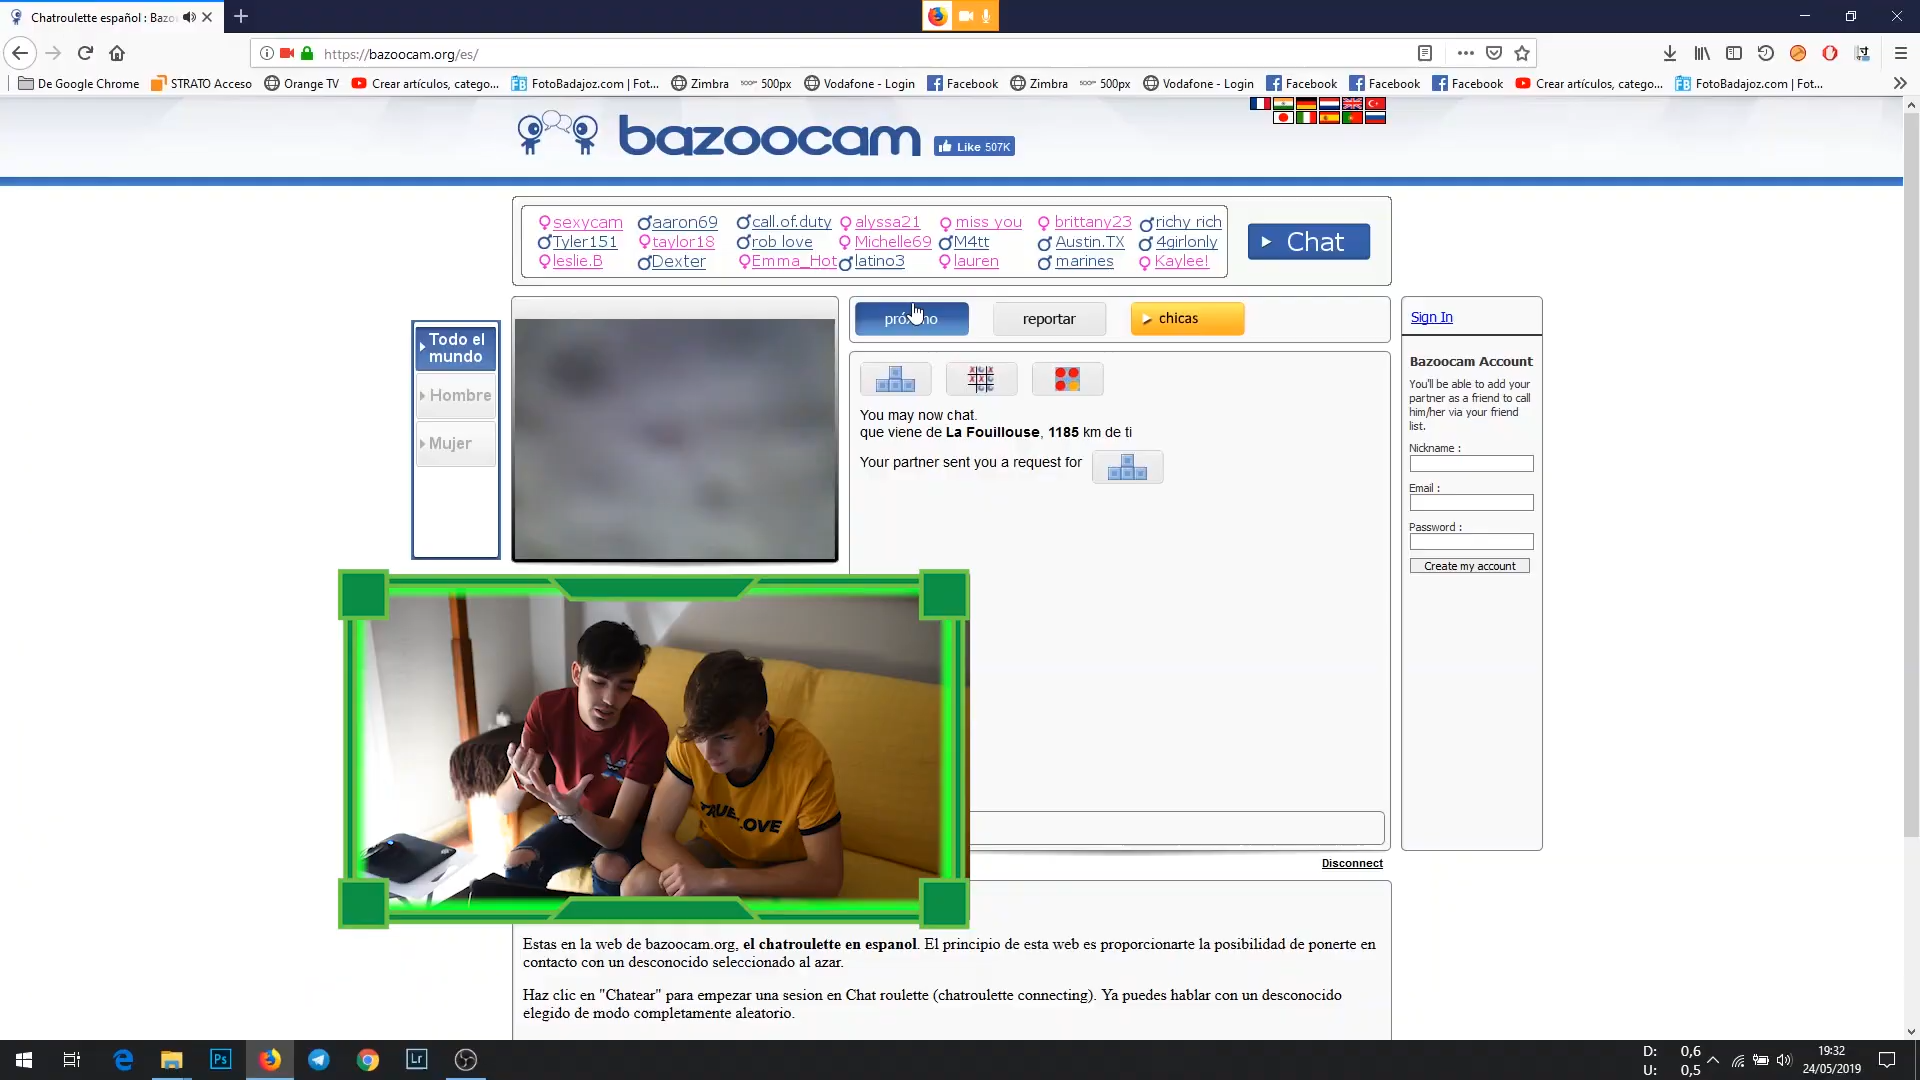 Chatroulette español : Bazo
https://bazoocam.org/es/
De Google Chrome
STRATO Acceso
Orange TV
Crear artículos, catego...
FotoBadajoz.com | Fot...
Zimbra
500px
Vodafone - Login
Facebook
Zimbra
500px
Vodafone - Login
Facebook
Facebook
Facebook
Crear artículos, catego...
FotoBadajoz.com | Fot...
bazoocam
Like 507K
sexycam aaron69 call.of.duty alyssa21 miss you brittany23 richy rich
Tyler151 taylor18 rob love Michelle69 M4tt Austin.TX 4girlonly
leslie.B Dexter Emma_Hot latino3 lauren marines Kaylee!
Chat
Todo el
mundo
Hombre
Mujer
próximo
reportar
chicas
You may now chat.
que viene de La Fouillouse, 1185 km de ti
Your partner sent you a request for
Sign In
Bazoocam Account
You'll be able to add your
partner as a friend to call
him/her via your friend
list.
Nickname :
Email :
Password :
Create my account
TRUE LOVE
Disconnect
Estas en la web de bazoocam.org, el chatroulette en espanol. El principio de esta web es proporcionarte la posibilidad de ponerte en
contacto con un desconocido seleccionado al azar.
Haz clic en "Chatear" para empezar una sesion en Chat roulette (chatroulette connecting). Ya puedes hablar con un desconocido
elegido de modo completamente aleatorio.
Ps
Lr
D: 0,6
U: 0,5
19:32
24/05/2019